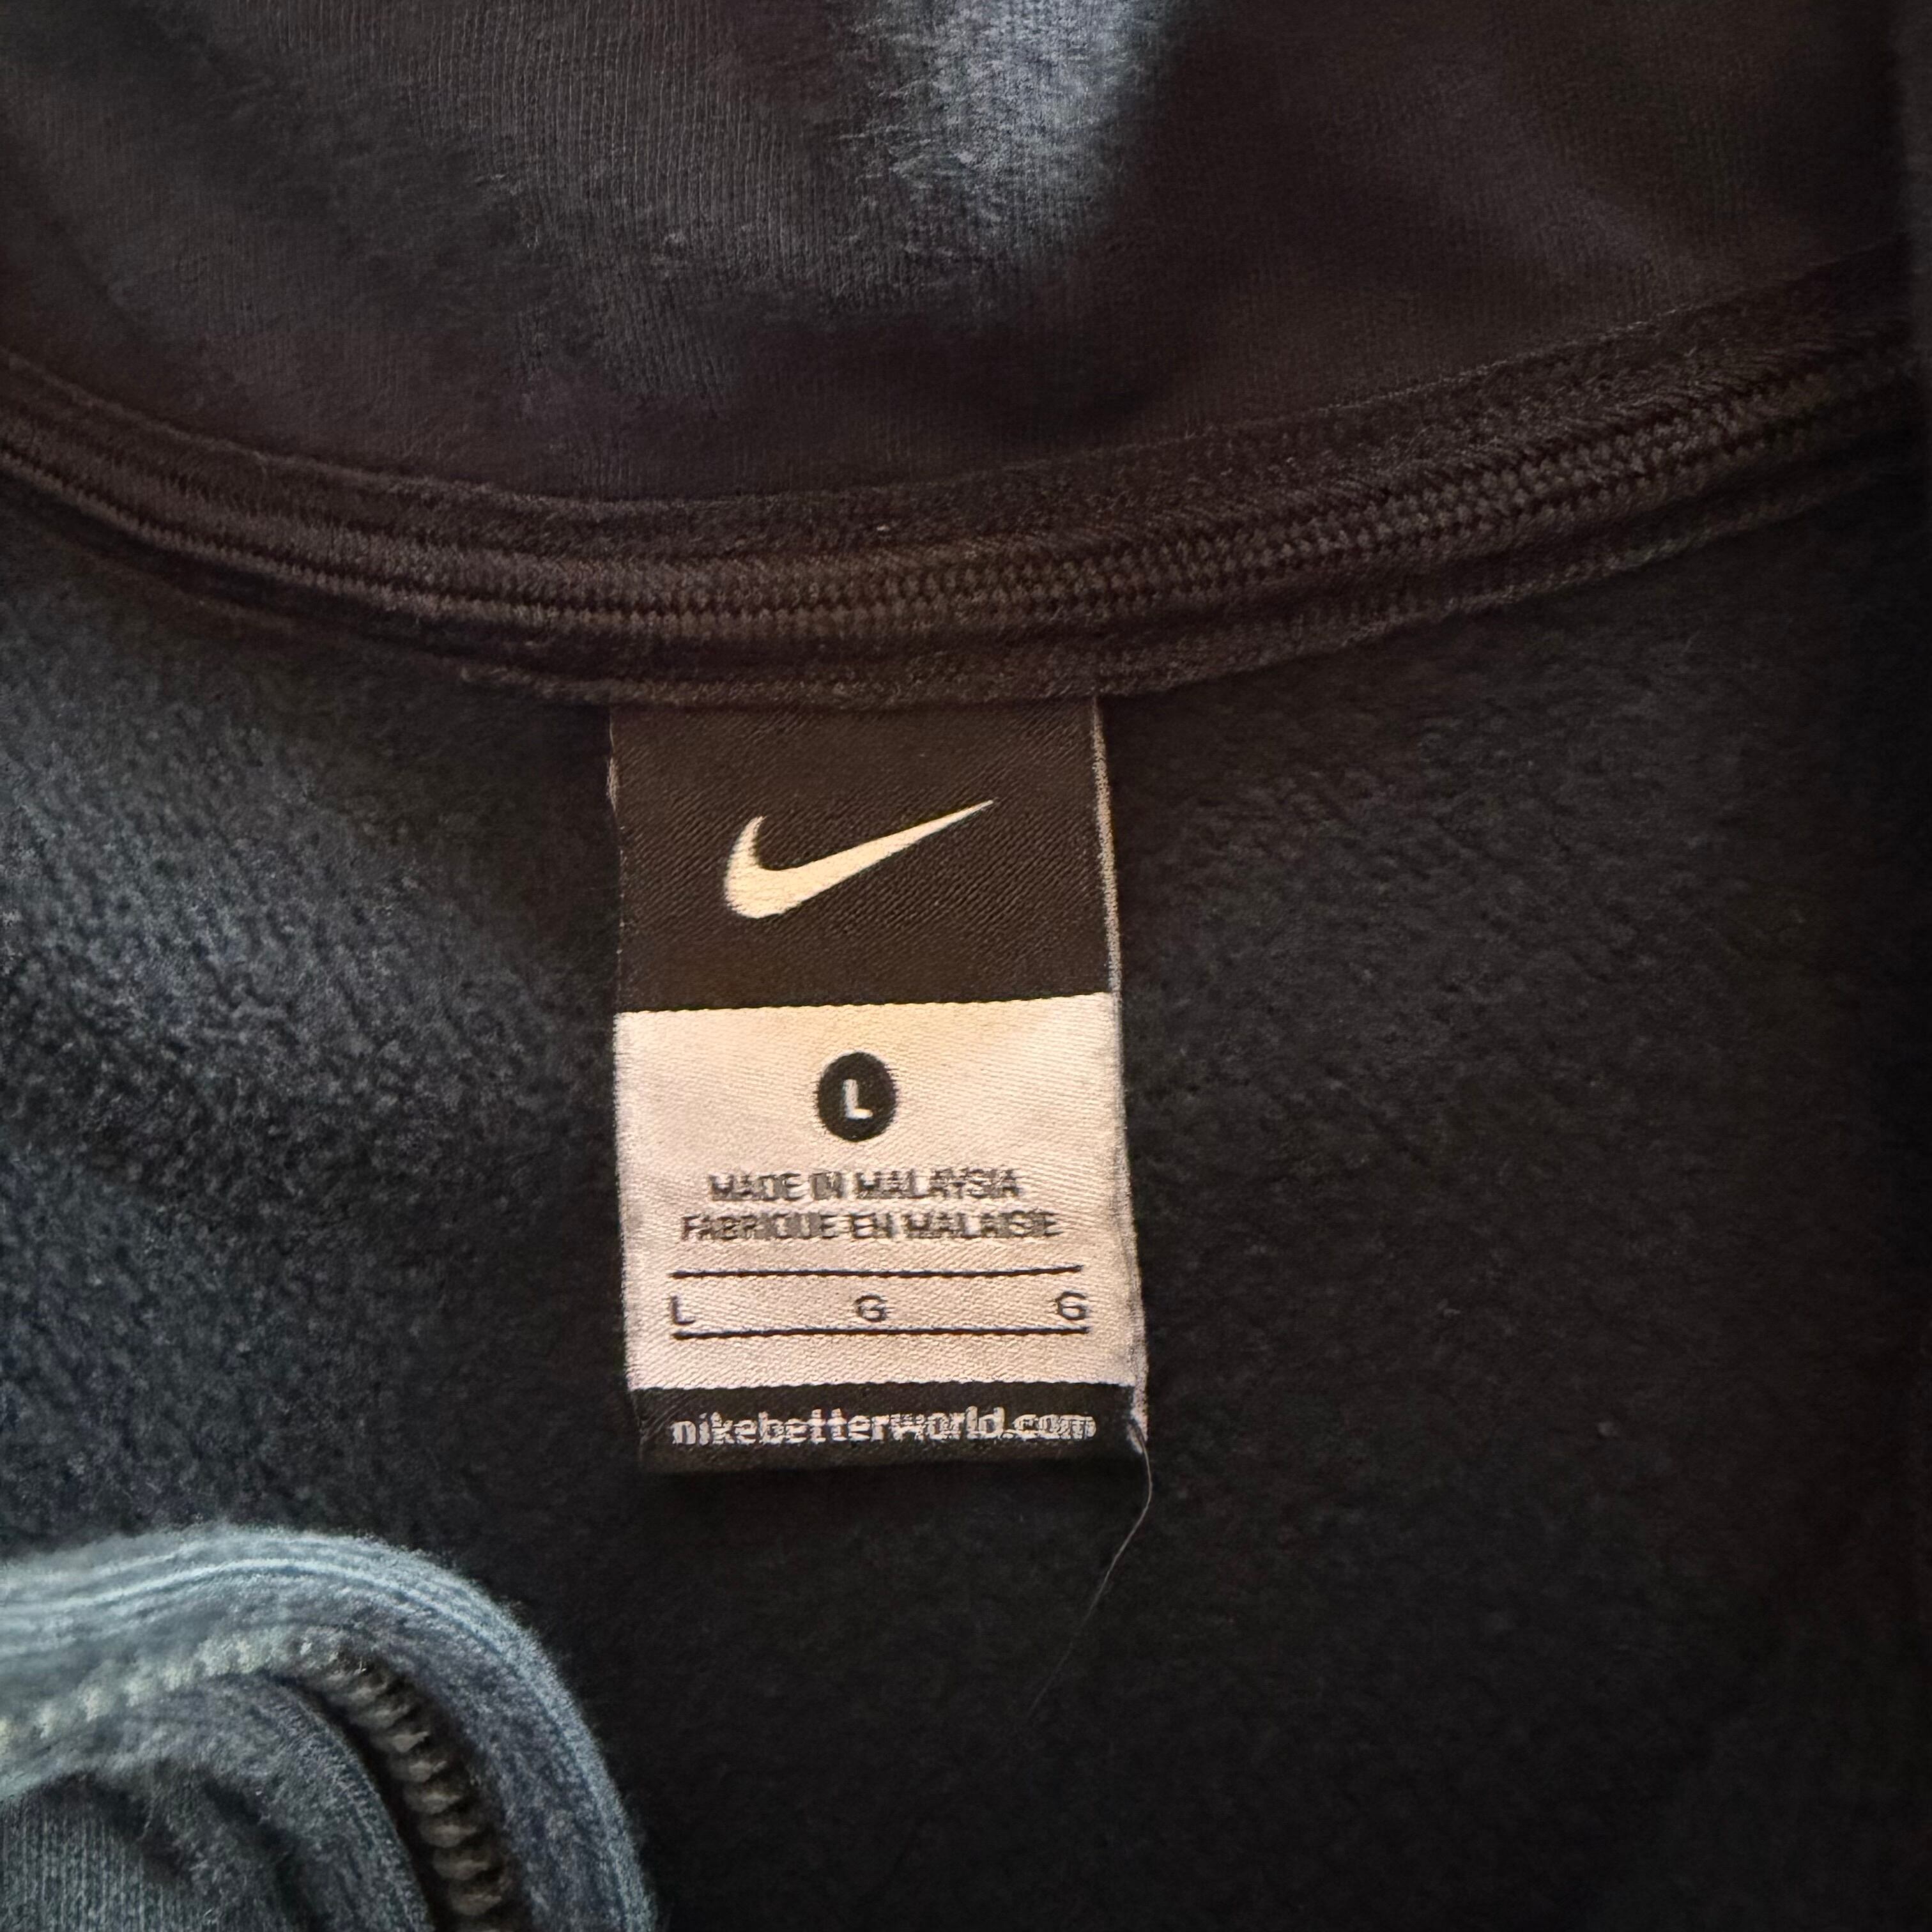 L
MADE IN MALAYSIA
FABRIQUE EN MALAISIE
L G G
nikebetterworld.com